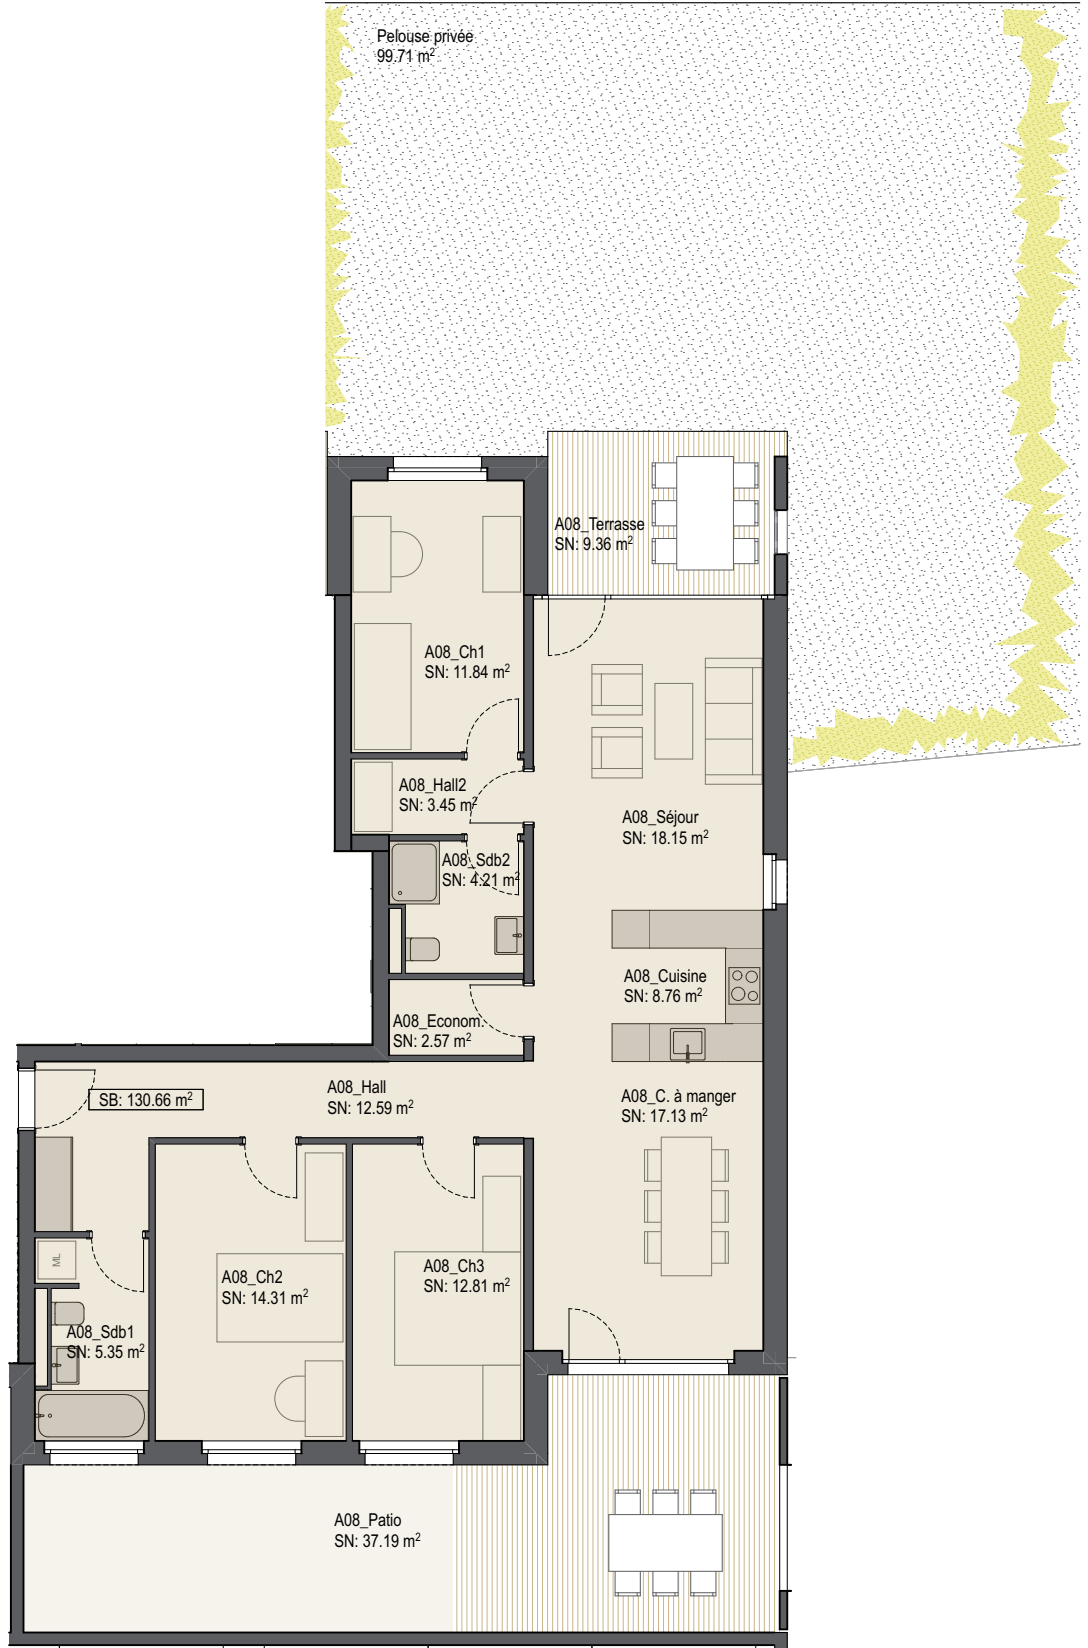 Pelouse privée
99.71 m²
A08_Terrasse
SN: 9.36 m²
A08_Ch1
SN: 11.84 m²
A08_Hall2
SN: 3.45 m²
A08_Séjour
SN: 18.15 m²
A08_Sdb2
SN: 4.21 m²
A08_Cuisine
SN: 8.76 m²
A08_Econom.
SN: 2.57 m²
SB: 130.66 m²
A08_Hall
SN: 12.59 m²
A08_C. à manger
SN: 17.13 m²
ML
A08_Ch2
SN: 14.31 m²
A08_Ch3
SN: 12.81 m²
A08_Sdb1
SN: 5.35 m²
A08_Patio
SN: 37.19 m²